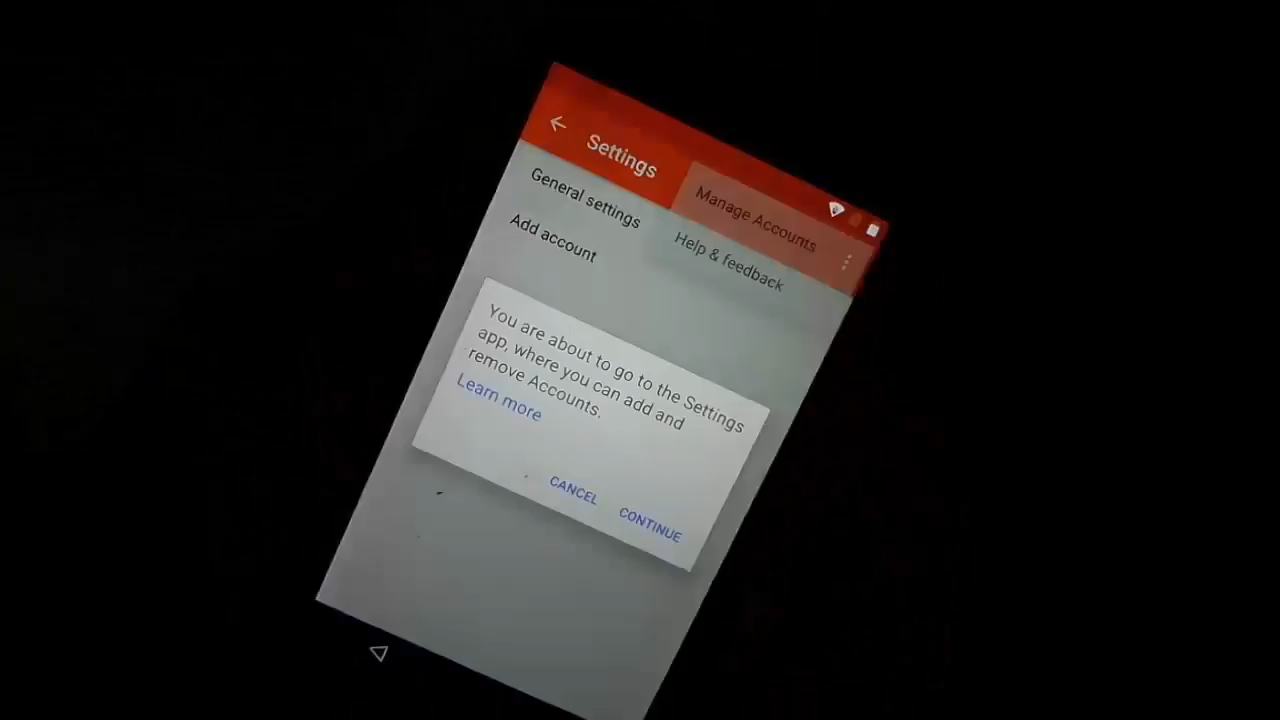 Settings
Manage Accounts
Help & feedback
General settings
Add account
You are about to go to the Settings
app, where you can add and
remove Accounts.
Learn more
CANCEL
CONTINUE